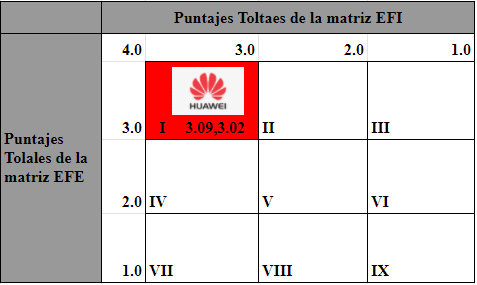 Puntajes Toltaes de la matriz EFI
4.0 3.0 2.0 1.0
HUAWEI
3.0 I 3.09,3.02 II III
Puntajes
Tolales de la
matriz EFE
2.0 IV V VI
1.0 VII VIII IX